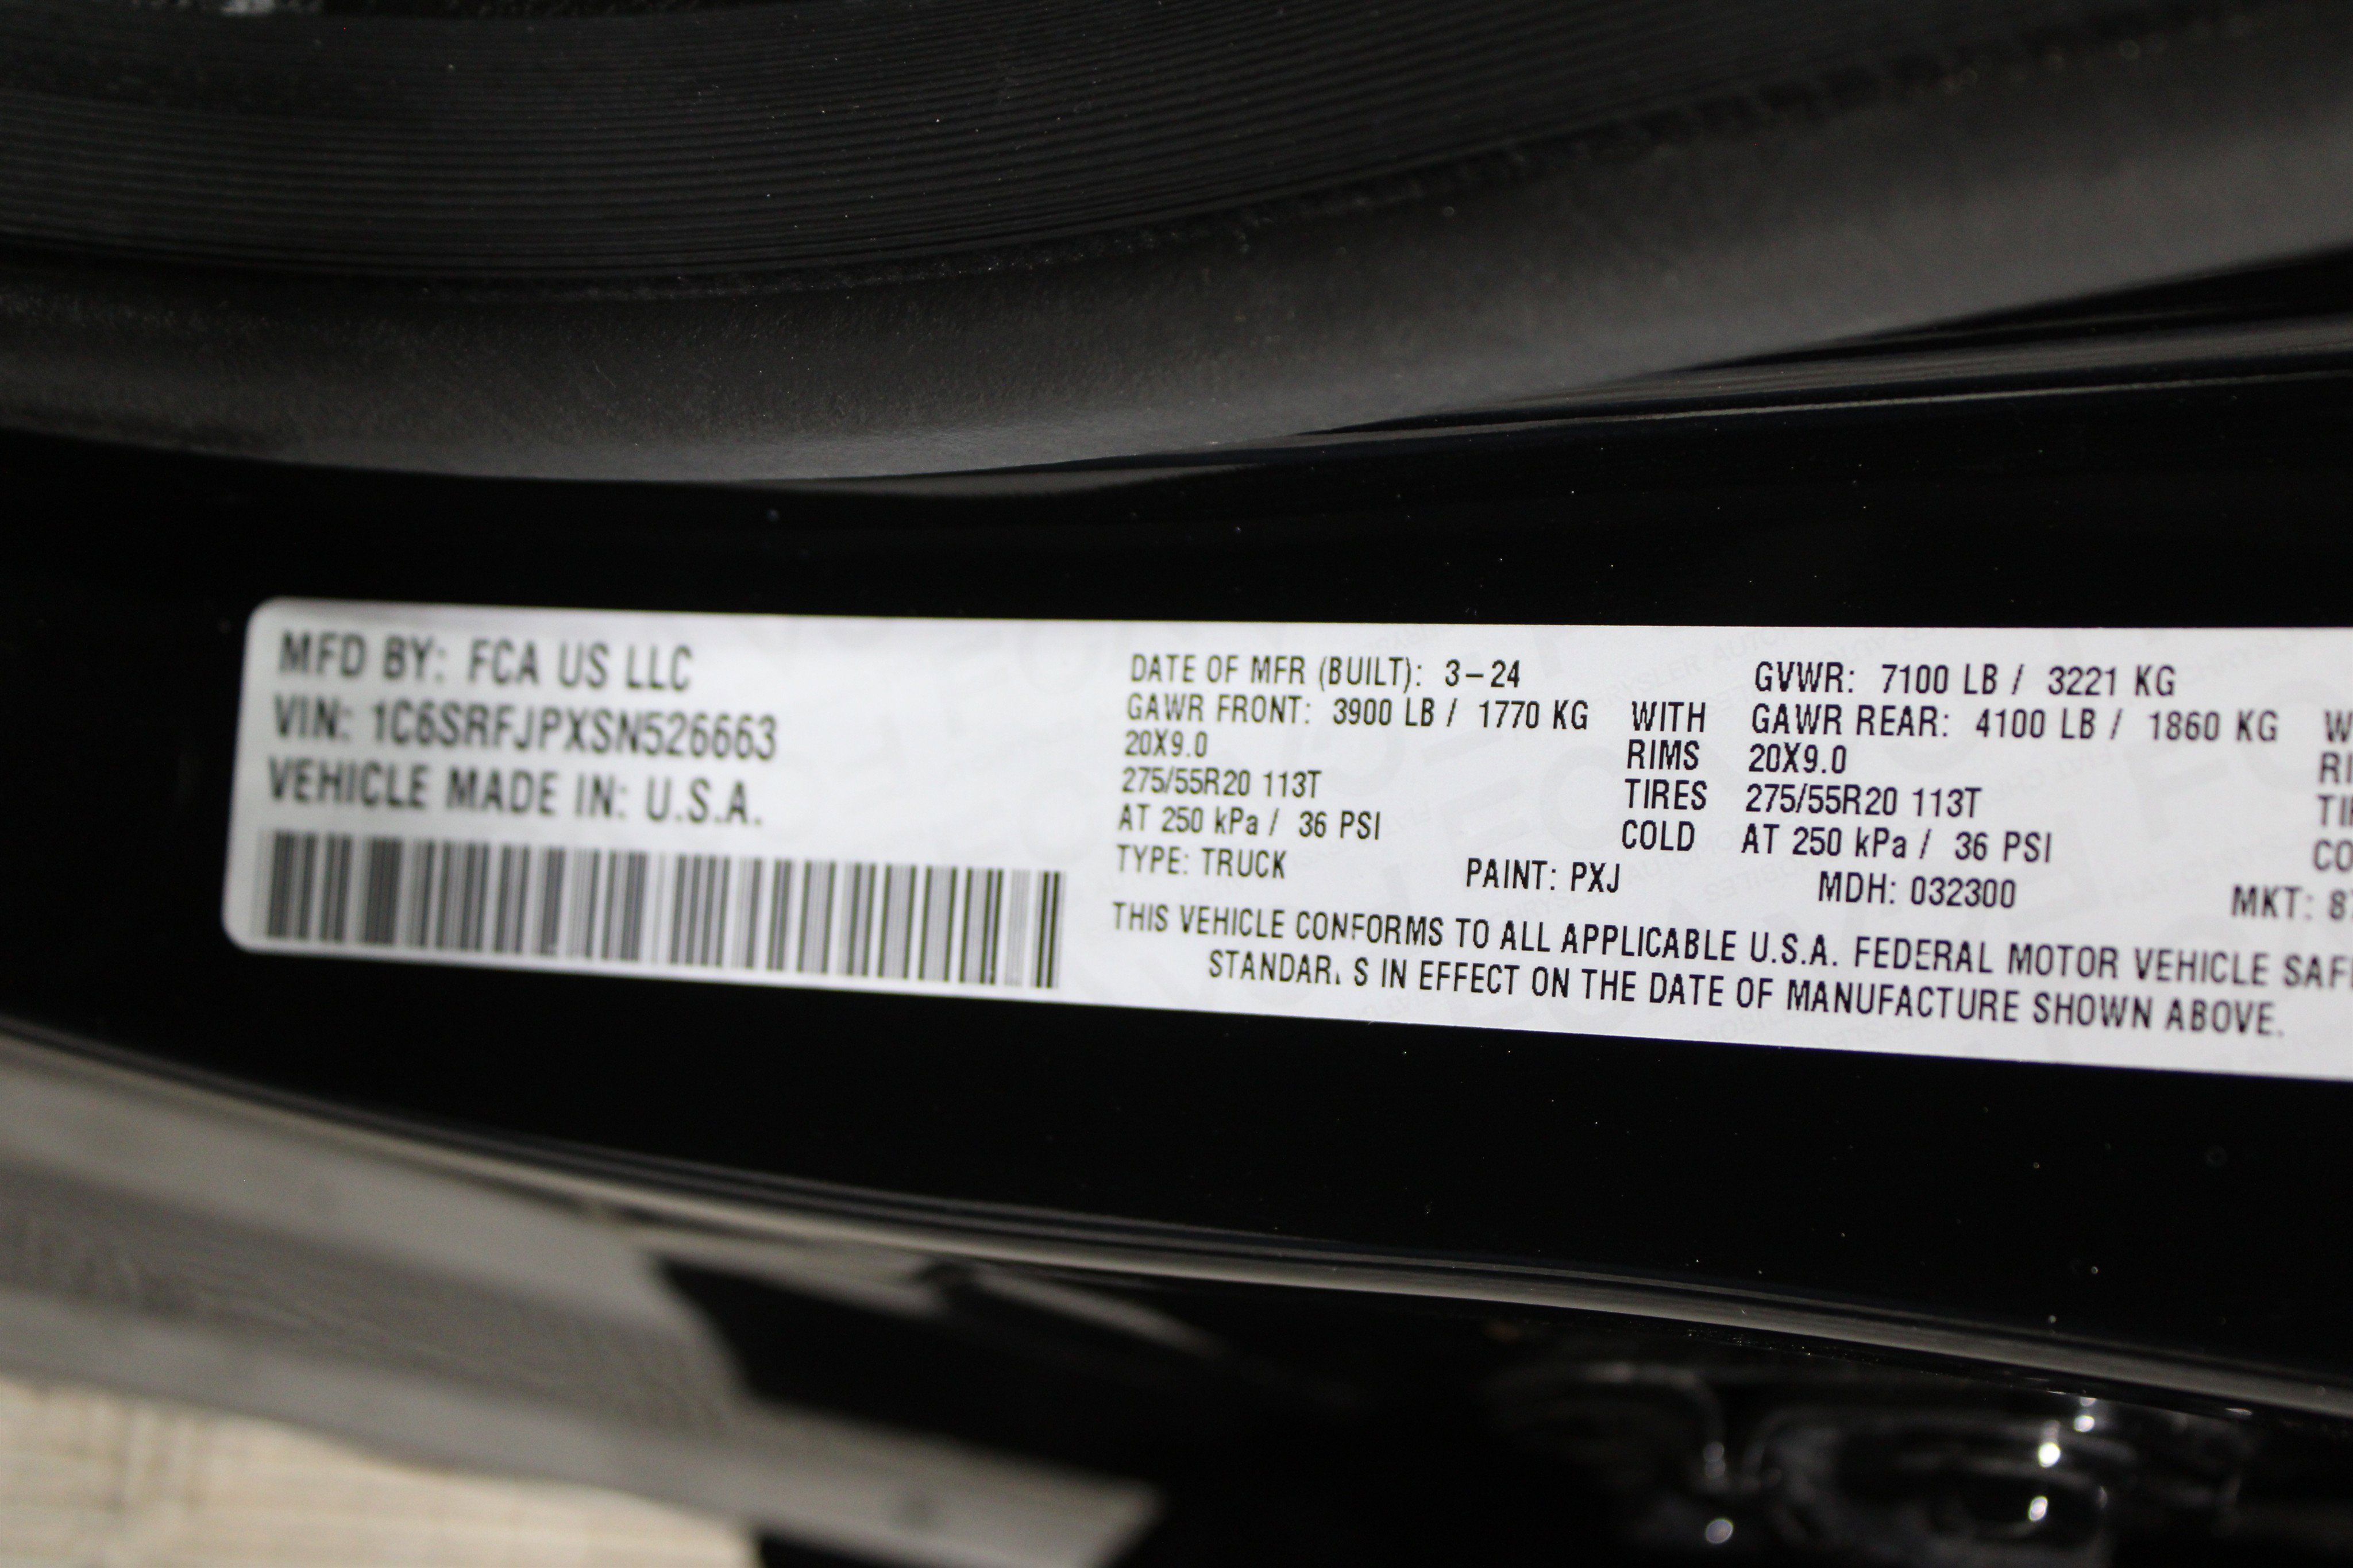 MFD BY: FCA US LLC
VIN: 1C6SRFJPXSN526663
VEHICLE MADE IN: U.S.A.
DATE OF MFR (BUILT): 3-24 GVWR: 7100 LB / 3221 KG
GAWR FRONT: 3900 LB / 1770 KG WITH GAWR REAR: 4100 LB / 1860 KG
20X9.0 RIMS 20X9.0
275/55R20 113T TIRES 275/55R20 113T
AT 250 kPa / 36 PSI COLD AT 250 kPa / 36 PSI
TYPE: TRUCK PAINT: PXJ MDH: 032300 MKT:
THIS VEHICLE CONFORMS TO ALL APPLICABLE U.S.A. FEDERAL MOTOR VEHICLE
STANDAR. S IN EFFECT ON THE DATE OF MANUFACTURE SHOWN ABOVE.